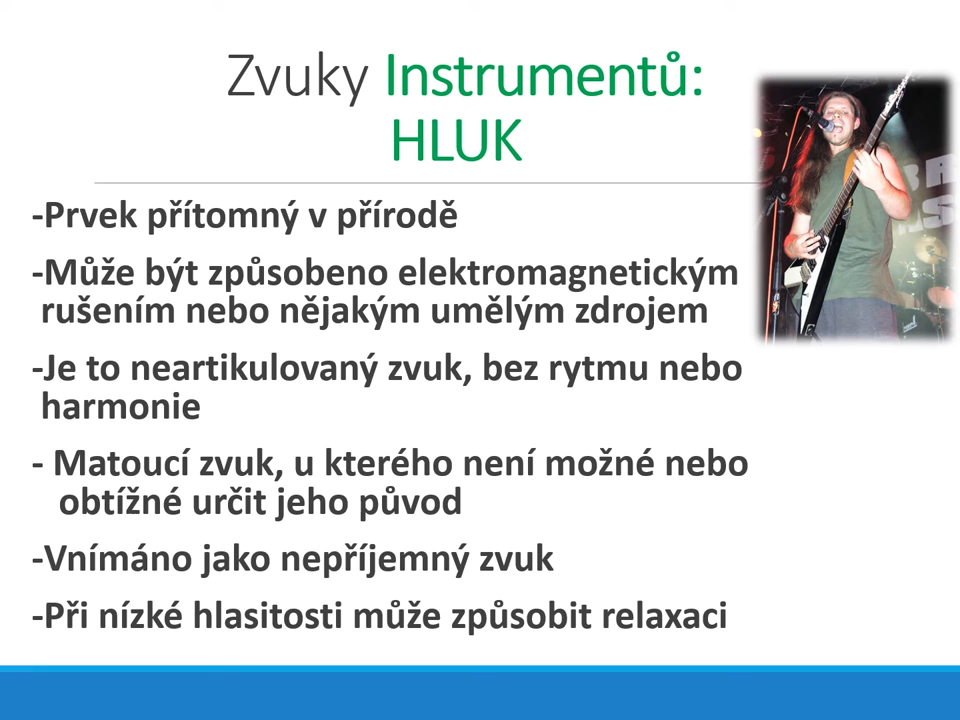 Zvuky Instrumentů:
HLUK
-Prvek přítomný v přírodě
-Může být způsobeno elektromagnetickým
rušením nebo nějakým umělým zdrojem
-Je to neartikulovaný zvuk, bez rytmu nebo
harmonie
- Matoucí zvuk, u kterého není možné nebo
obtížné určit jeho původ
-Vnímáno jako nepříjemný zvuk
-Při nízké hlasitosti může způsobit relaxaci